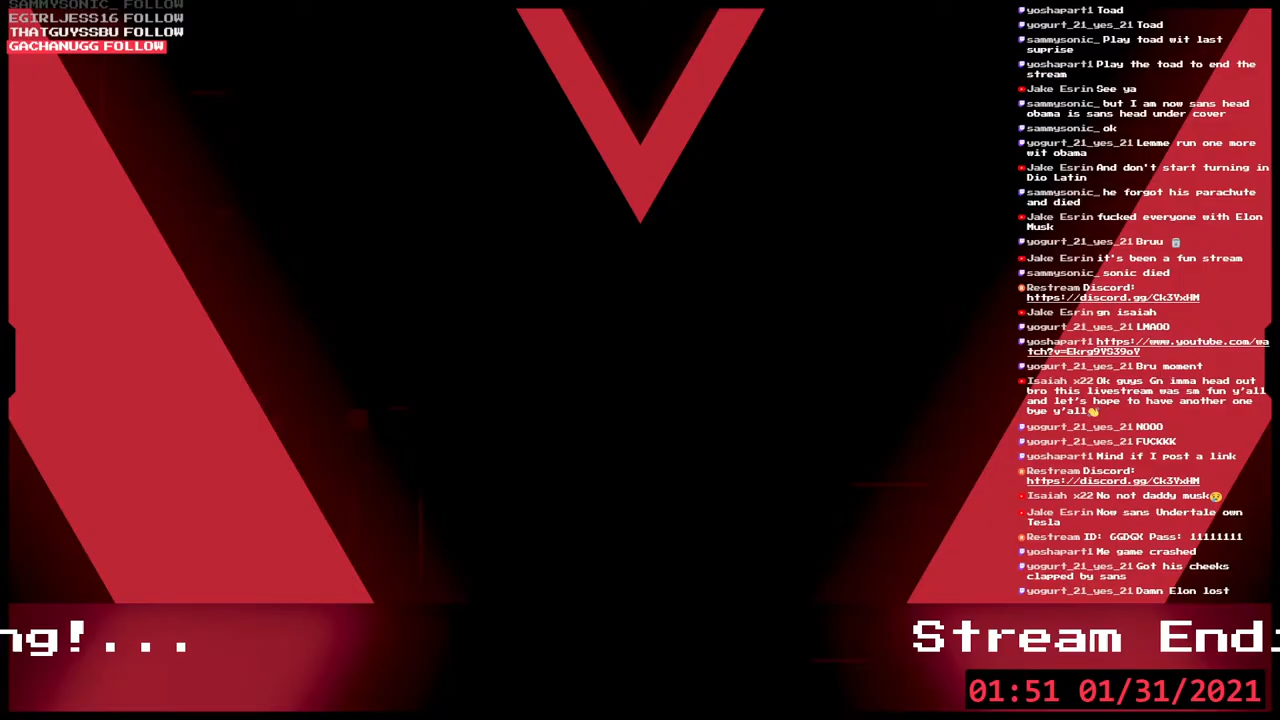 SAMMYSONIC_ FOLLOW
EGIRLJESS16 FOLLOW
THATGUYSSBU FOLLOW
GACHANUGG FOLLOW
yoshapart1 Toad
yogurt_21_yes_21 Toad
sammysonic_ Play toad wit last
suprise
yoshapart1 Play the toad to end the
stream
Jake Esrin See ya
sammysonic_ but I am now sans head
obama is sans head under cover
sammysonic_ ok
yogurt_21_yes_21 Lemme run one more
wit obama
Jake Esrin And don't start turning in
Dio Latin
sammysonic_ he forgot his parachute
and died
Jake Esrin fucked everyone with Elon
Musk
yogurt_21_yes_21 Bruu
Jake Esrin it's been a fun stream
sammysonic_ sonic died
Restream Discord:
https://discord.gg/Ck3YxHM
Jake Esrin gn isaiah
yogurt_21_yes_21 LMAOO
yoshapart1 https://www.youtube.com/wa
tch?v=Ekrg9YS39oY
yogurt_21_yes_21 Bru moment
Isaiah x22 Ok guys Gn imma head out
bro this livestream was sm fun y'all
and let's hope to have another one
bye y'all👋
yogurt_21_yes_21 NOOO
yogurt_21_yes_21 FUCKKK
yoshapart1 Mind if I post a link
Restream Discord:
https://discord.gg/Ck3YxHM
Isaiah x22 No not daddy musk😢
Jake Esrin Now sans Undertale own
Tesla
Restream ID: GGDGX Pass: 11111111
yoshapart1 Me game crashed
yogurt_21_yes_21 Got his cheeks
clapped by sans
yogurt_21_yes_21 Damn Elon lost
ng!... Stream End
01:51 01/31/2021